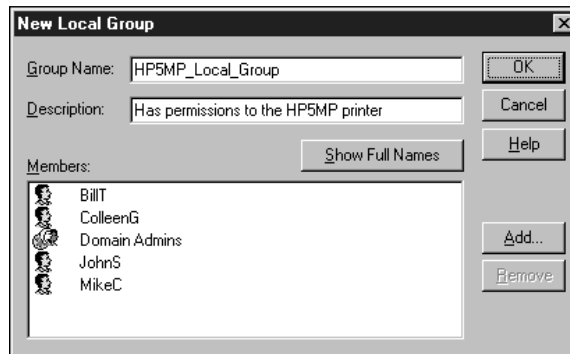 New Local Group
Group Name: HP5MP_Local_Group
OK
Description: Has permissions to the HP5MP printer
Cancel
Show Full Names
Help
Members:
BillT
ColleenG
Domain Admins
JohnS
MikeC
Add...
Remove